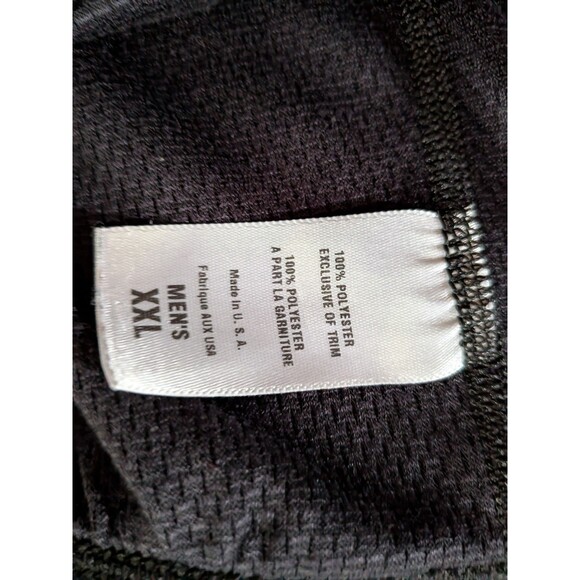 100% POLYESTER
EXCLUSIVE OF TRIM
100% POLYESTER
A PART LA GARNITURE
Made in U. S. A.
Fabrique AUX USA
MEN'S
XXL